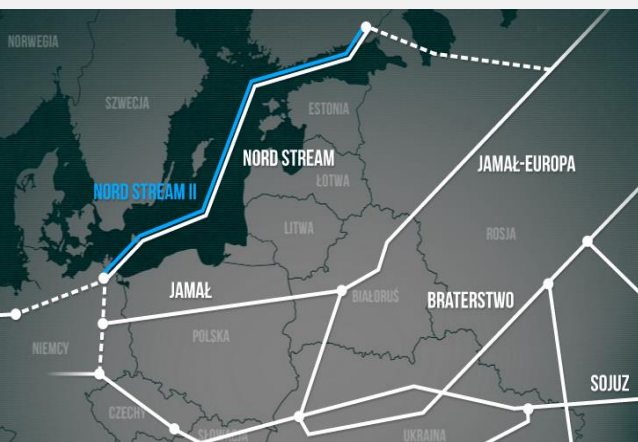 NORWEGIA
SZWECJA
ESTONIA
NORD STREAM
JAMAŁ-EUROPA
ŁOTWA
NORD STREAM II
LITWA
ROSJA
JAMAŁ
BIAŁORUŚ
BRATERSTWO
POLSKA
NIEMCY
SOJUZ
CZECHY
SŁOWACJA
UKRAINA